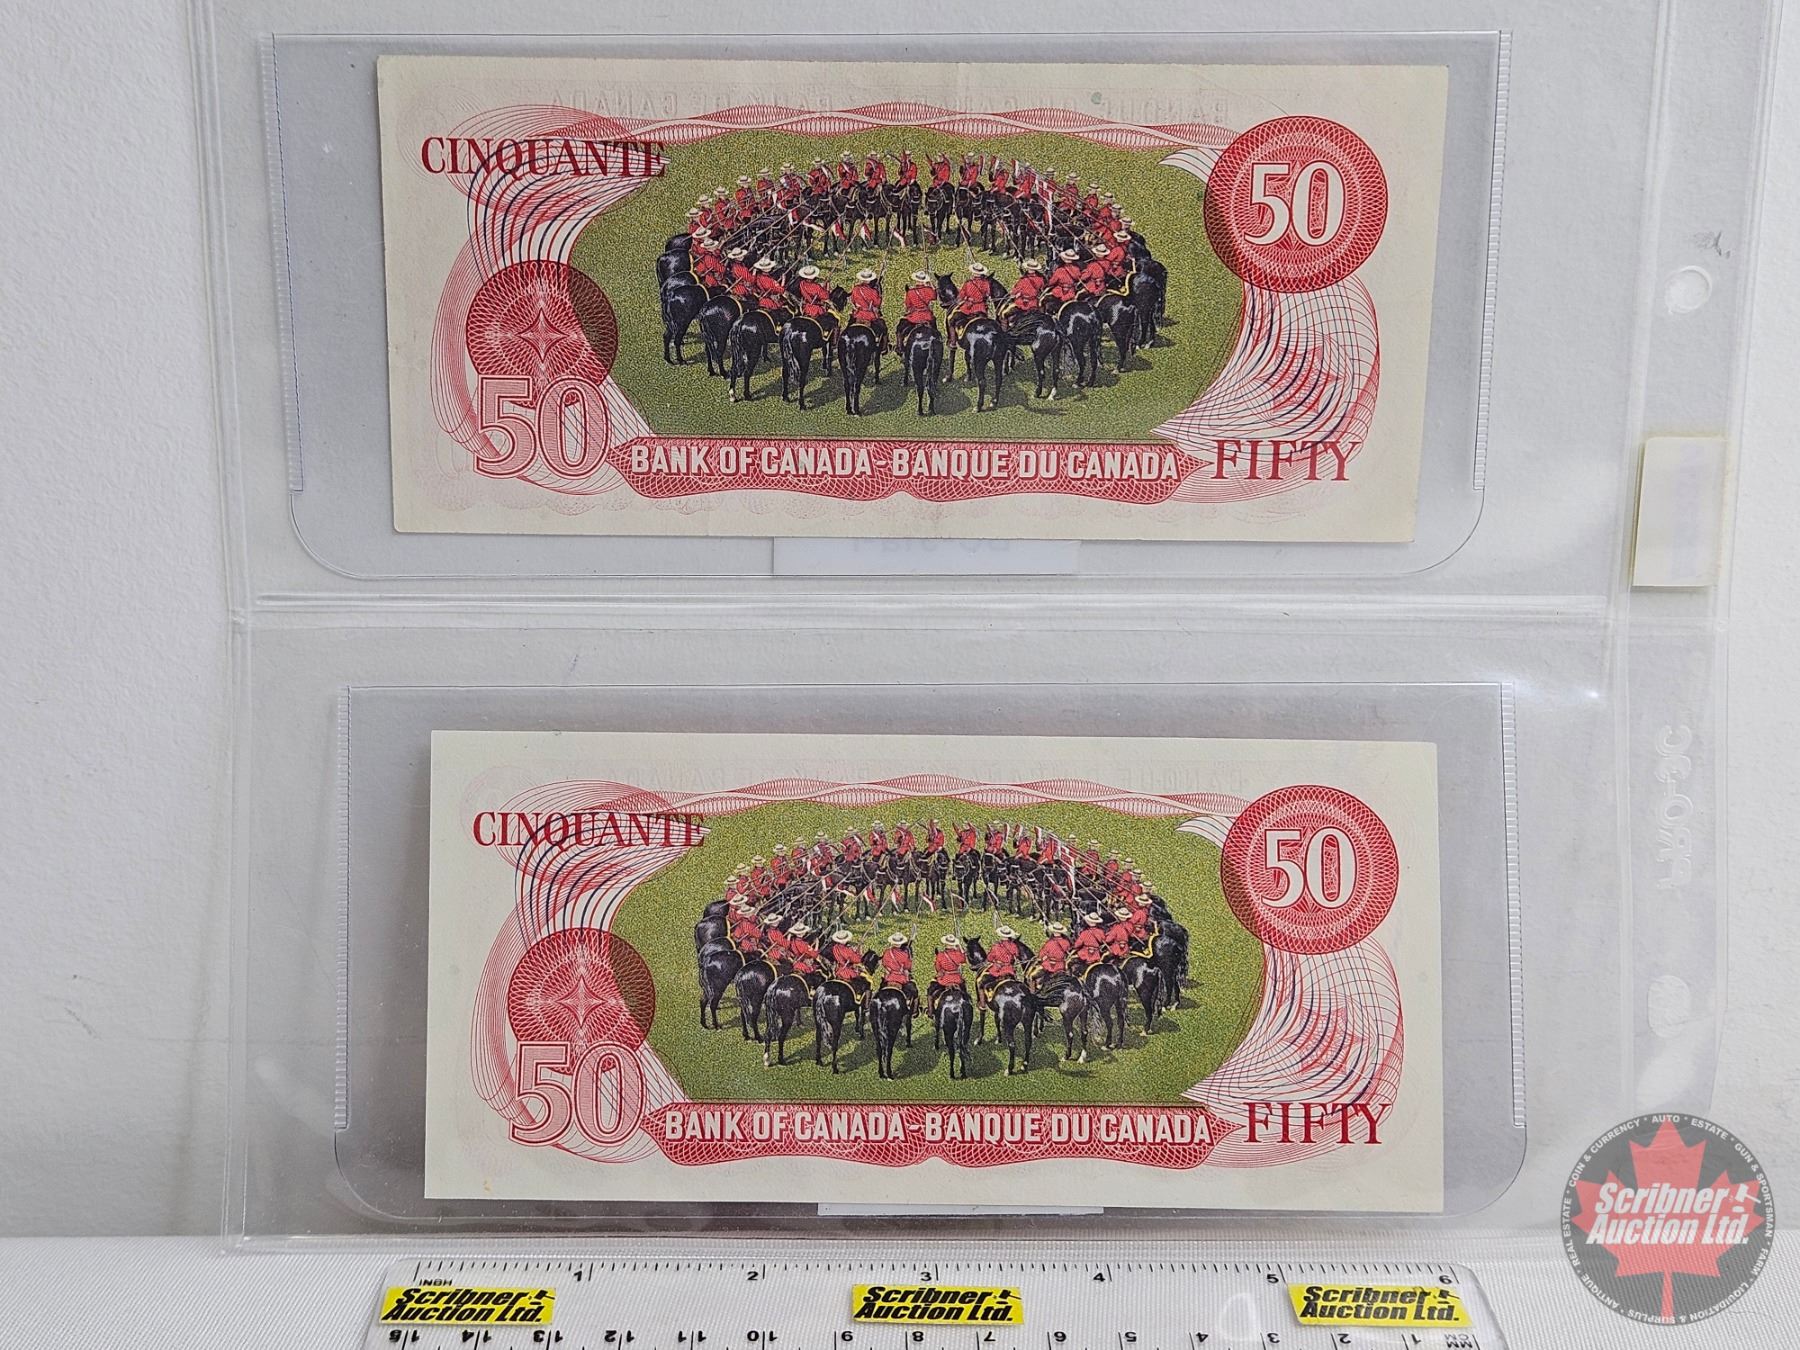 CINQUANTE
50
50
BANK OF CANADA-BANQUE DU CANADA
FIFTY
CINQUANTE
50
50
BANK OF CANADA-BANQUE DU CANADA
FIFTY
INBH 1 2 3 4 5 6
Scribner Auction Ltd.
Scribner Auction Ltd.
Scribner Auction Ltd.
15 14 13 12 11 10 9 8 7 6 5 4 3 2 1 MM CM
COIN & CURRENCY * AUTO * ESTATE * GUN & SPORTSMAN * FARM * LIQUIDATION & SURPLUS * ANTIQUE * REAL ESTATE *
Scribner
Auction Ltd.